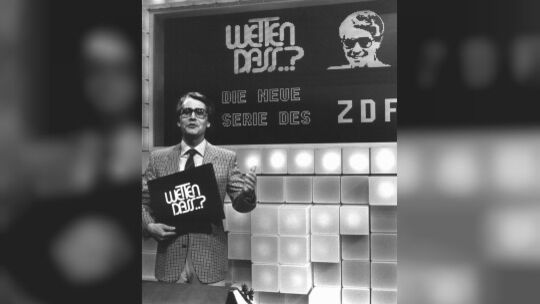 WETTEN
DASS..?
DIE NEUE
SERIE DES ZDF
WETTEN
DASS..?